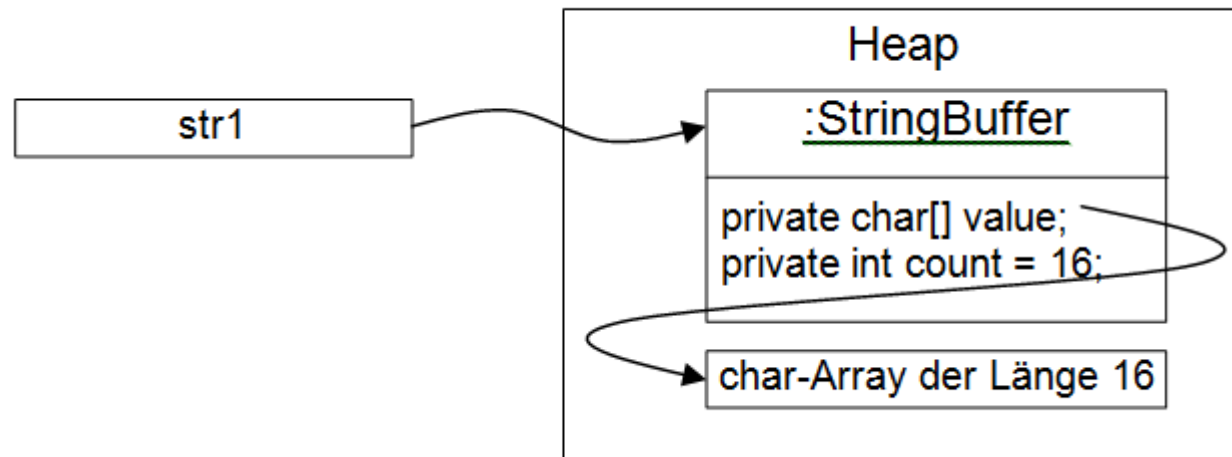 Heap
str1
:StringBuffer
private char[] value;
private int count = 16;
char-Array der Länge 16